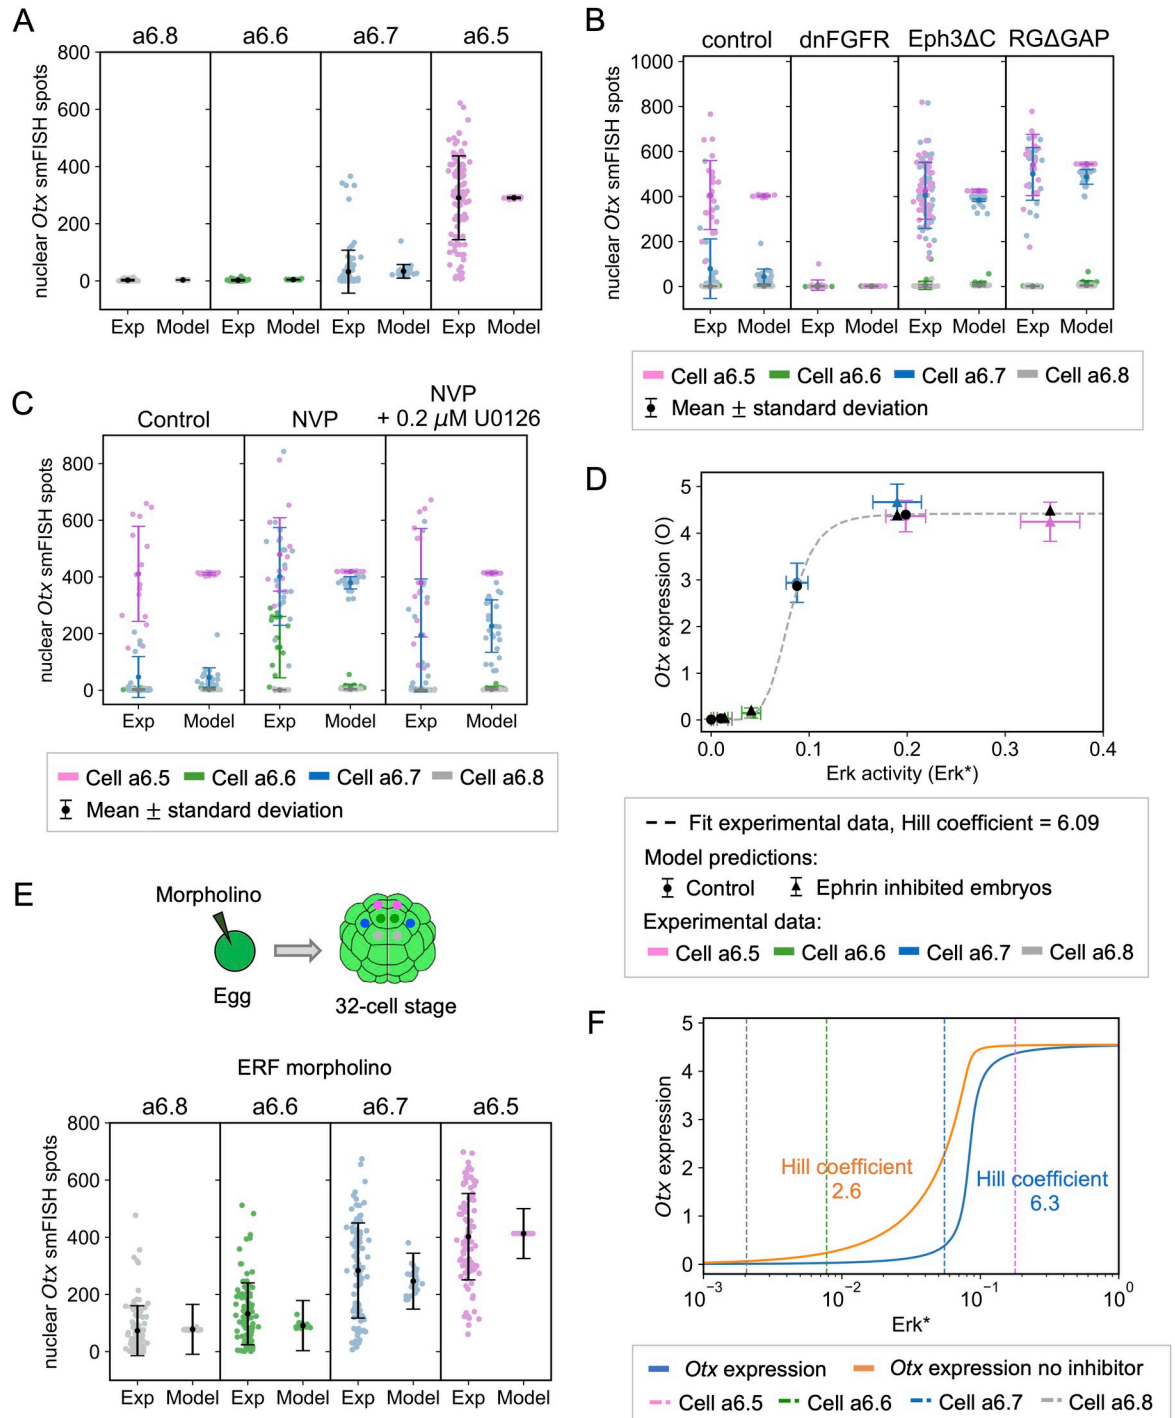 A
a6.8 a6.6 a6.7 a6.5
nuclear Otx smFISH spots
800
600
400
200
0
Exp Model Exp Model Exp Model Exp Model
B
control dnFGFR Eph3ΔC RGΔGAP
nuclear Otx smFISH spots
1000
800
600
400
200
0
Exp Model Exp Model Exp Model Exp Model
Cell a6.5 Cell a6.6 Cell a6.7 Cell a6.8
Mean ± standard deviation
C
Control NVP NVP
+ 0.2 µM U0126
nuclear Otx smFISH spots
800
600
400
200
0
Exp Model Exp Model Exp Model
Cell a6.5 Cell a6.6 Cell a6.7 Cell a6.8
Mean ± standard deviation
D
Otx expression (O)
5
4
3
2
1
0
0.0 0.1 0.2 0.3 0.4
Erk activity (Erk*)
Fit experimental data, Hill coefficient = 6.09
Model predictions:
Control Ephrin inhibited embryos
Experimental data:
Cell a6.5 Cell a6.6 Cell a6.7 Cell a6.8
E
Morpholino
Egg
32-cell stage
ERF morpholino
a6.8 a6.6 a6.7 a6.5
nuclear Otx smFISH spots
800
600
400
200
0
Exp Model Exp Model Exp Model Exp Model
F
Otx expression
5
4
3
2
1
0
Hill coefficient
2.6
Hill coefficient
6.3
10⁻³ 10⁻² 10⁻¹ 10⁰
Erk*
Otx expression Otx expression no inhibitor
Cell a6.5 Cell a6.6 Cell a6.7 Cell a6.8